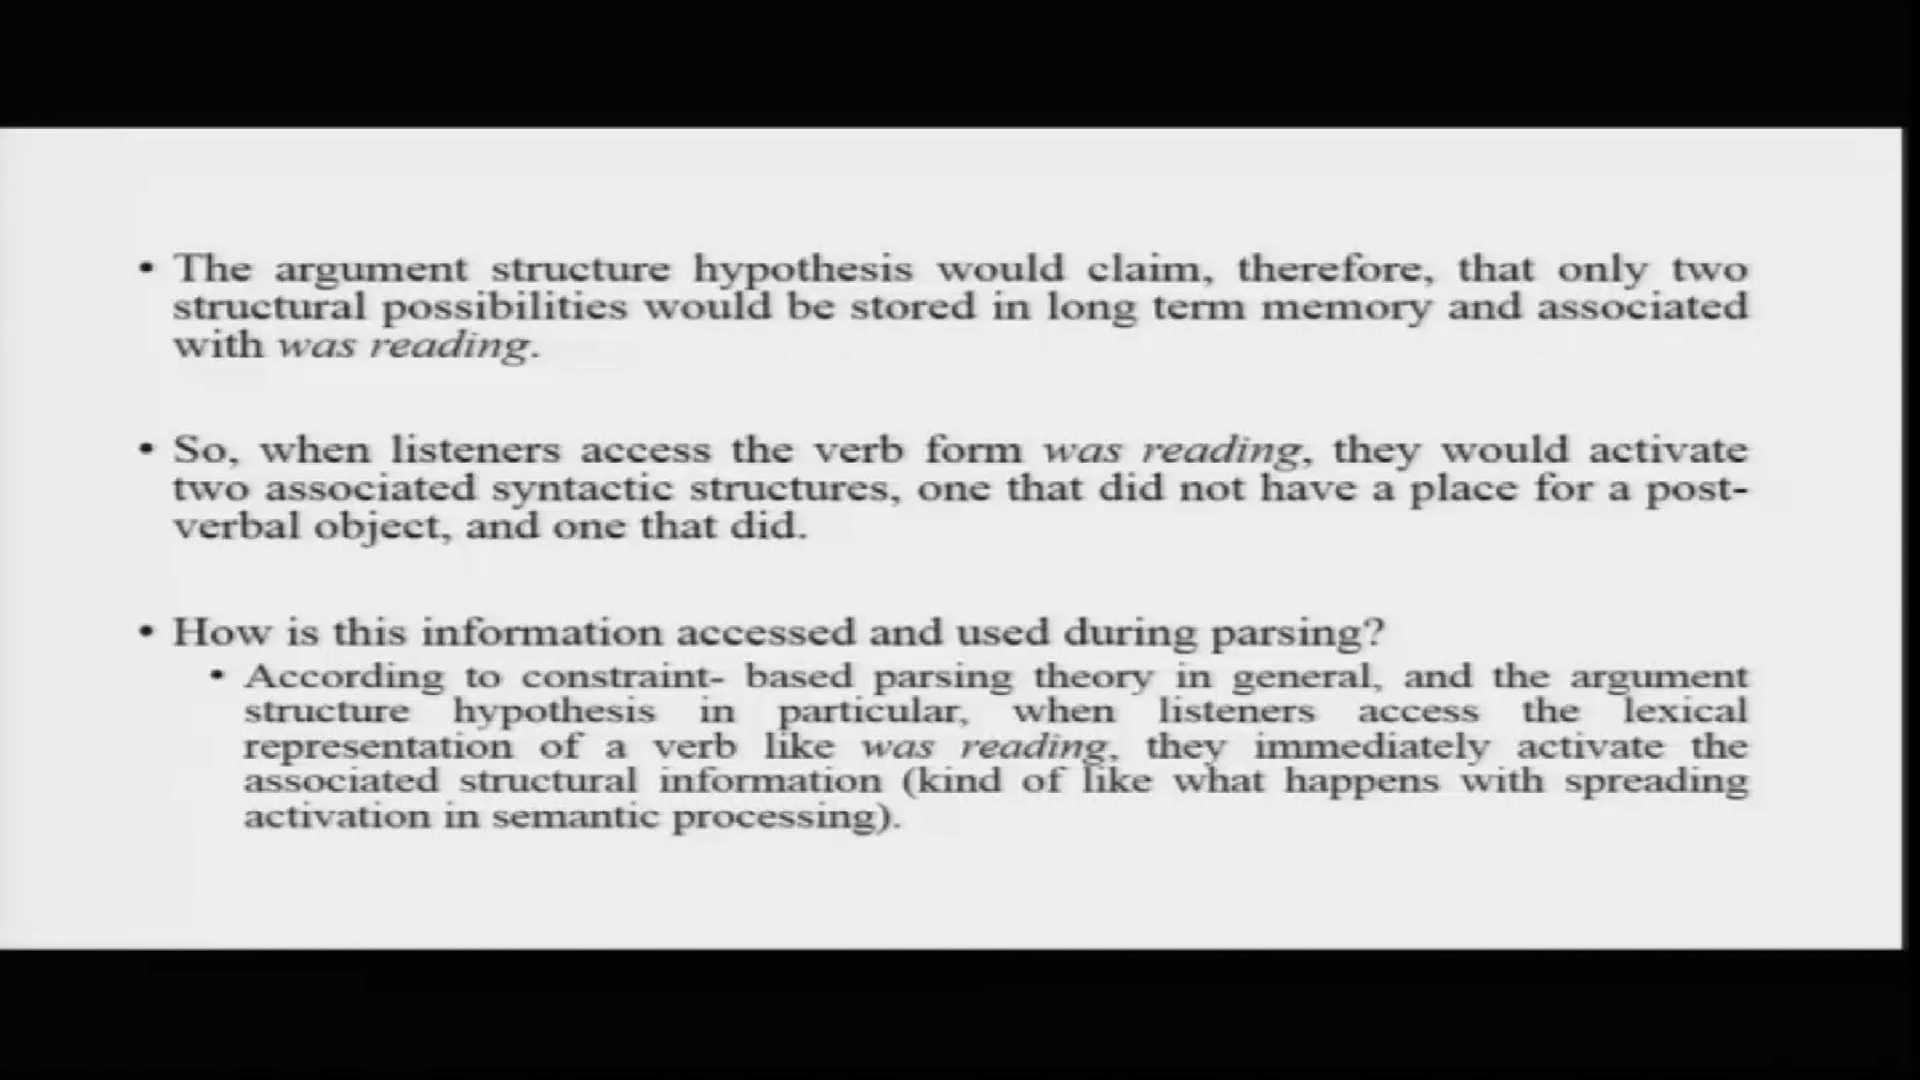 • The argument structure hypothesis would claim, therefore, that only two
structural possibilities would be stored in long term memory and associated
with was reading.
• So, when listeners access the verb form was reading, they would activate
two associated syntactic structures, one that did not have a place for a post-
verbal object, and one that did.
• How is this information accessed and used during parsing?
• According to constraint- based parsing theory in general, and the argument
structure hypothesis in particular, when listeners access the lexical
representation of a verb like was reading, they immediately activate the
associated structural information (kind of like what happens with spreading
activation in semantic processing).